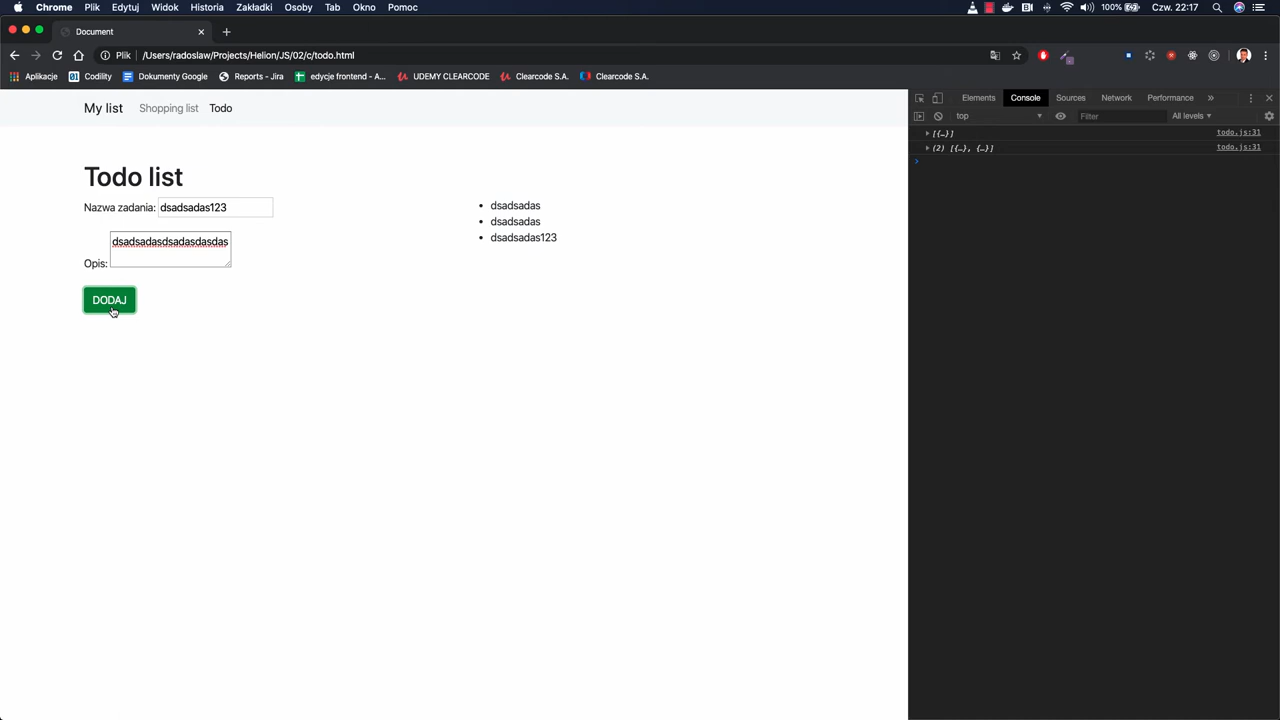 Chrome Plik Edytuj Widok Historia Zakładki Osoby Tab Okno Pomoc 100% Czw. 22:17
Document
Plik /Users/radoslaw/Projects/Helion/JS/02/c/todo.html
Aplikacje Codility Dokumenty Google Reports - Jira edycje frontend - A... UDEMY CLEARCODE Clearcode S.A. Clearcode S.A.
My list Shopping list Todo
Elements Console Sources Network Performance »
top Filter All levels
[{…}] todo.js:31
(2) [{…}, {…}] todo.js:31
Todo list
Nazwa zadania: dsadsadas123
Opis: dsadsadasdsadasdasdas
DODAJ
• dsadsadas
• dsadsadas
• dsadsadas123